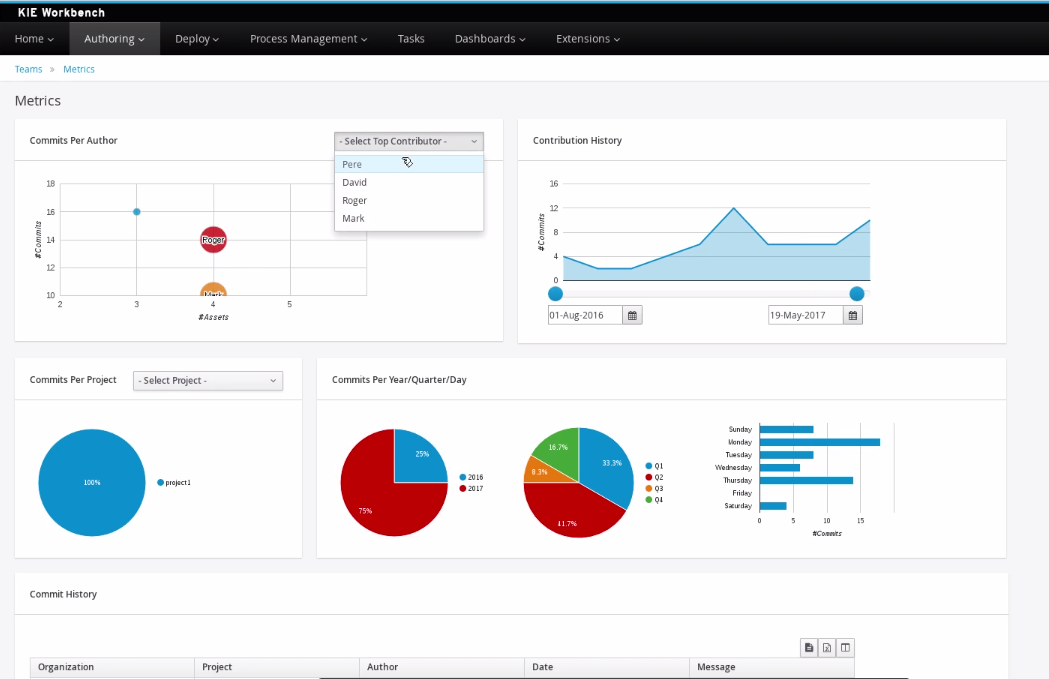 KIE Workbench
Home Authoring Deploy Process Management Tasks Dashboards Extensions
Teams » Metrics
Metrics
Commits Per Author
- Select Top Contributor -
Pere
David
Roger
Mark
18
16
14
12
10
2 3 4 5
#Commits
#Assets
Roger
Mark
Contribution History
16
12
8
4
0
#Commits
01-Aug-2016
19-May-2017
Commits Per Project
- Select Project -
100%
project1
Commits Per Year/Quarter/Day
25%
75%
2016
2017
16.7%
33.3%
8.3%
41.7%
Q1
Q2
Q3
Q4
Sunday
Monday
Tuesday
Wednesday
Thursday
Friday
Saturday
0 5 10 15
#Commits
Commit History
Organization Project Author Date Message